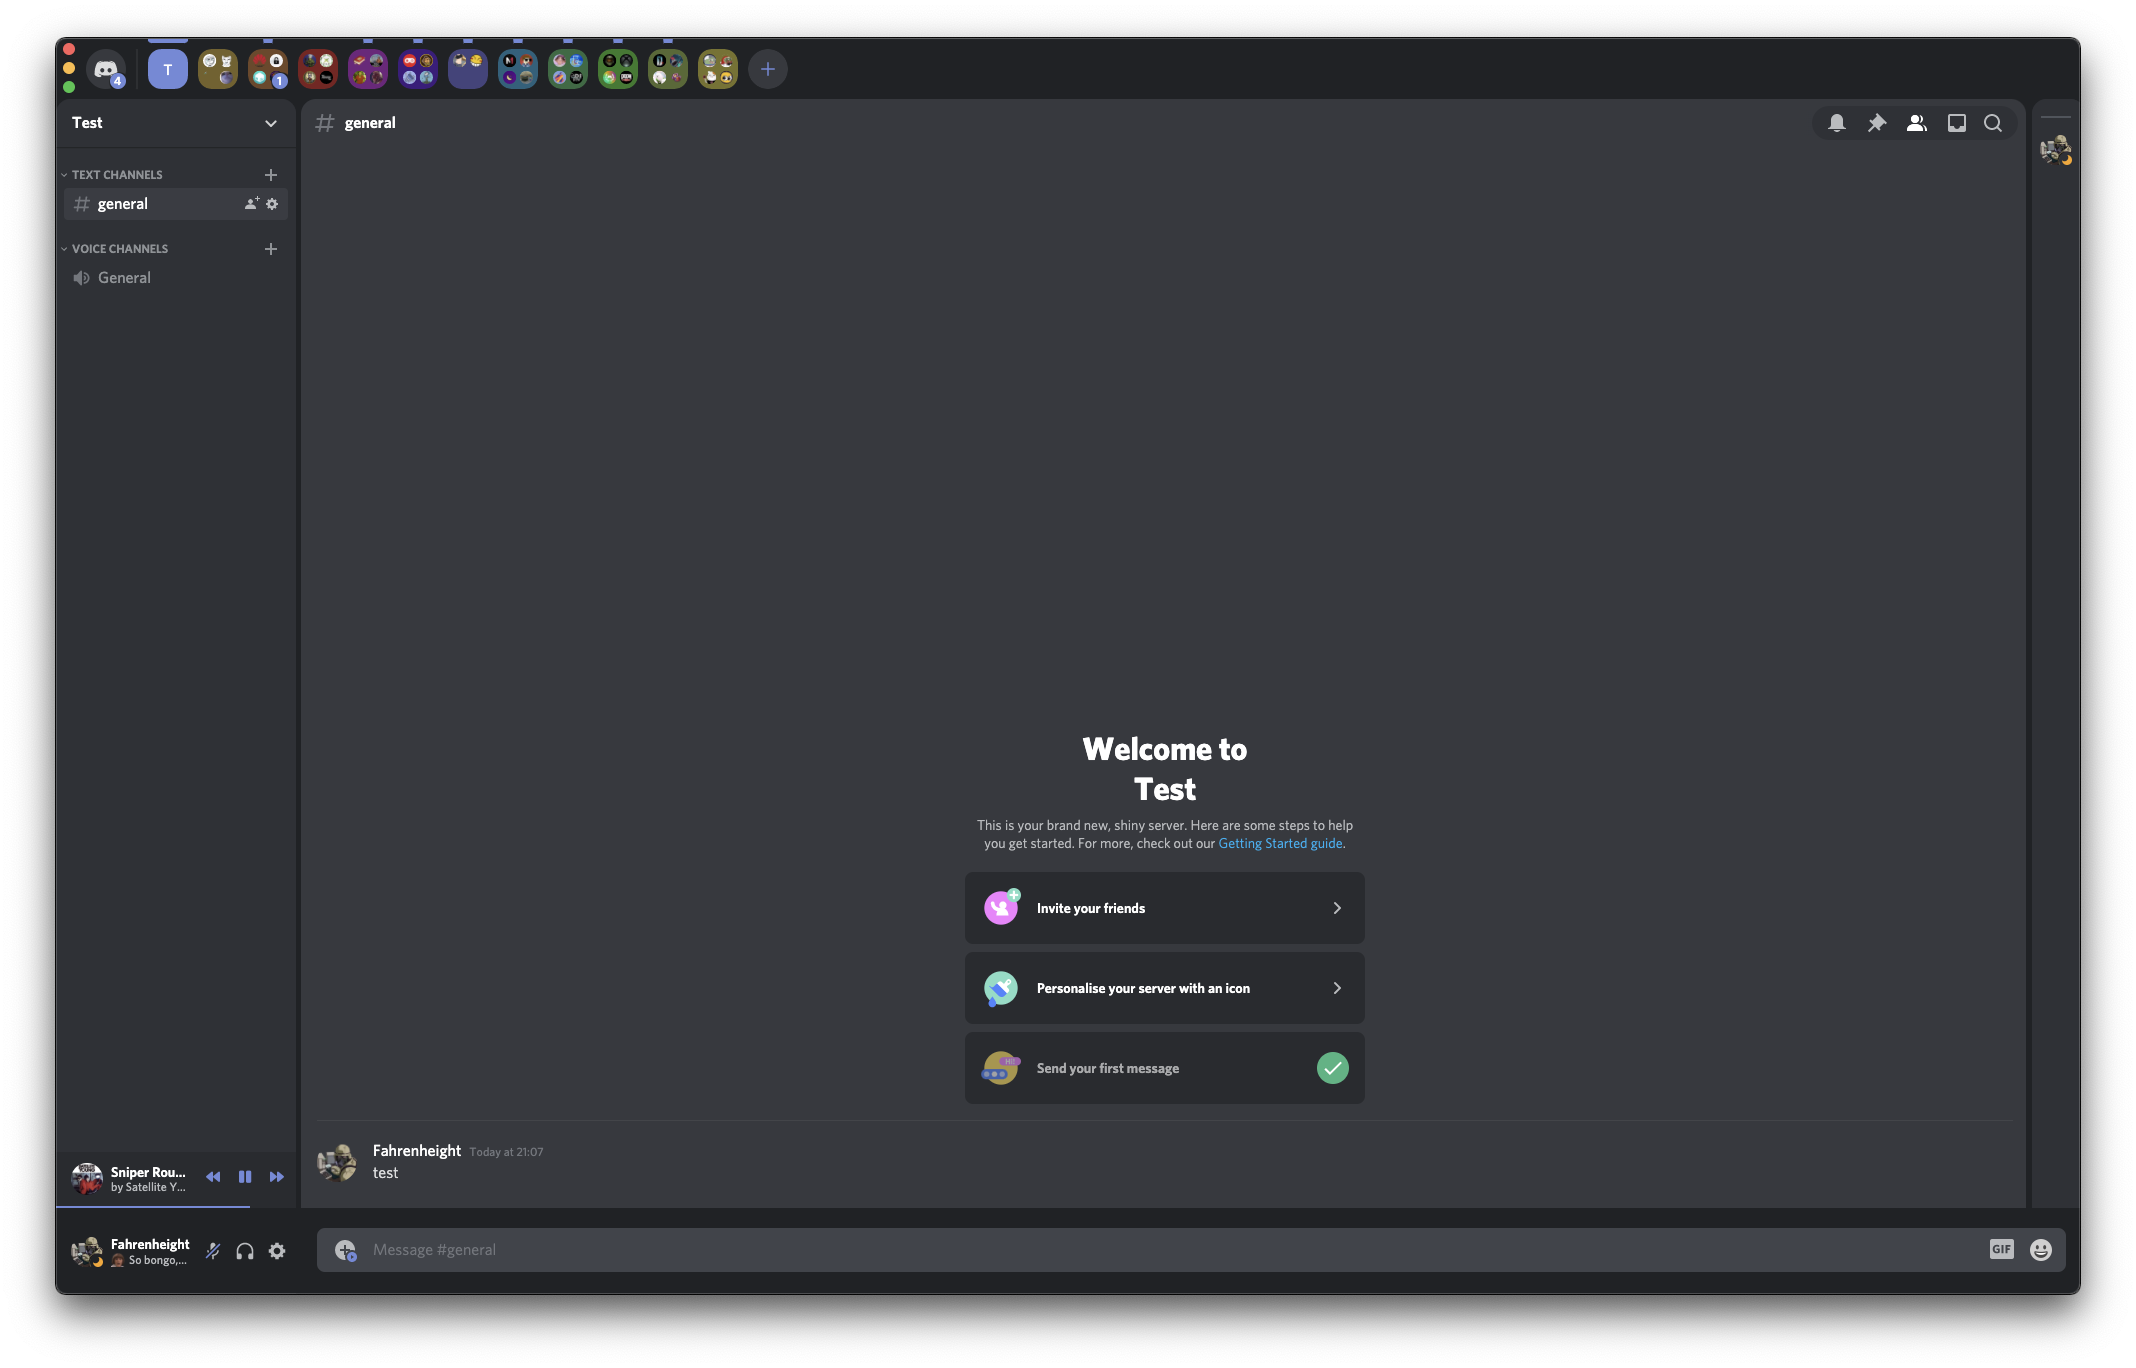 4
T
1
Test
general
TEXT CHANNELS
general
VOICE CHANNELS
General
Welcome to
Test
This is your brand new, shiny server. Here are some steps to help
you get started. For more, check out our Getting Started guide.
Invite your friends
Personalise your server with an icon
Send your first message
Fahrenheight Today at 21:07
test
Sniper Rou...
by Satellite Y...
Fahrenheight
So bongo,...
Message #general
GIF